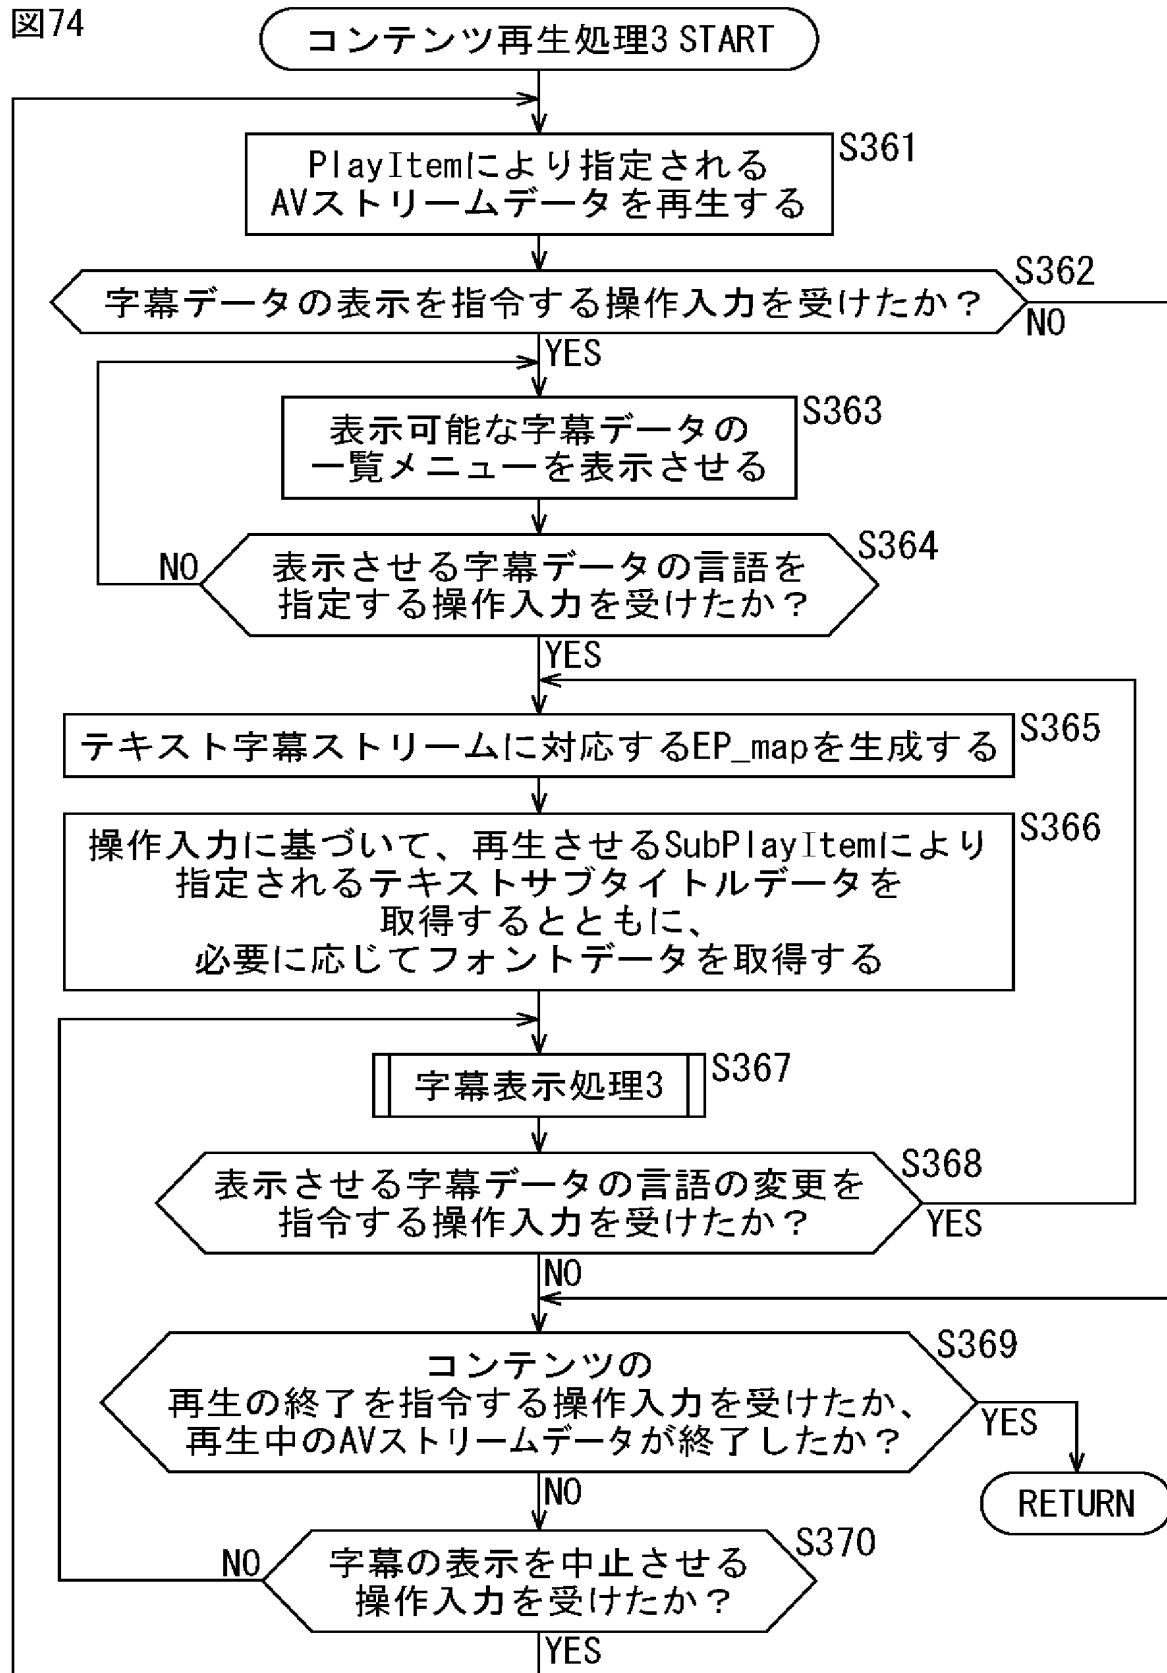 図74
コンテンツ再生処理3 START
S361
PlayItemにより指定される
AVストリームデータを再生する
S362
字幕データの表示を指令する操作入力を受けたか？
NO
YES
S363
表示可能な字幕データの
一覧メニューを表示させる
S364
NO
表示させる字幕データの言語を
指定する操作入力を受けたか？
YES
S365
テキスト字幕ストリームに対応するEP_mapを生成する
S366
操作入力に基づいて、再生させるSubPlayItemにより
指定されるテキストサブタイトルデータを
取得するとともに、
必要に応じてフォントデータを取得する
字幕表示処理3
S367
S368
表示させる字幕データの言語の変更を
指令する操作入力を受けたか？
YES
NO
S369
コンテンツの
再生の終了を指令する操作入力を受けたか、
再生中のAVストリームデータが終了したか？
YES
NO
RETURN
S370
NO
字幕の表示を中止させる
操作入力を受けたか？
YES